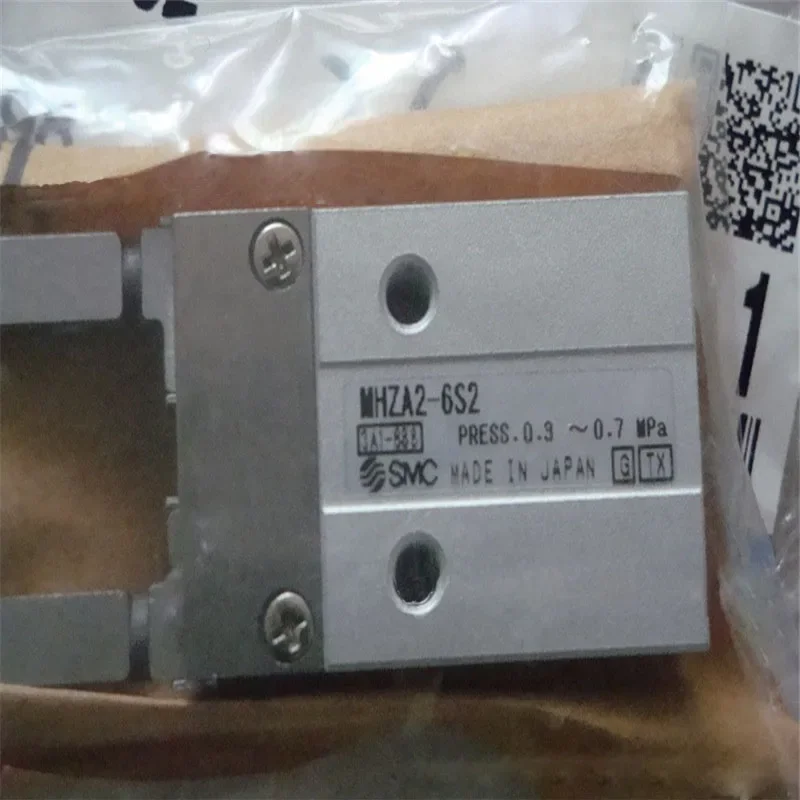 MHZA2-6S2
PRESS. 0.3 ~0.7 MPa
SMC MADE IN JAPAN G TX
1